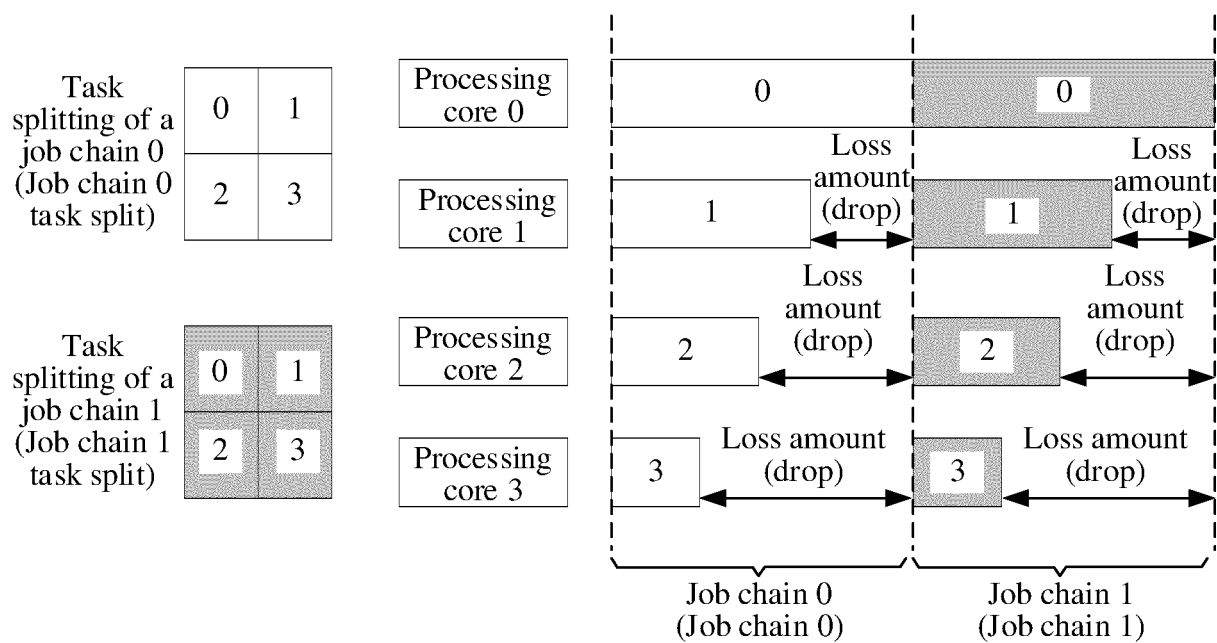 Task
splitting of a
job chain 0
(Job chain 0
task split)
0 1
2 3
Task
splitting of a
job chain 1
(Job chain 1
task split)
0 1
2 3
Processing
core 0
0
0
Processing
core 1
1
Loss
amount
(drop)
1
Loss
amount
(drop)
Processing
core 2
2
Loss
amount
(drop)
2
Loss
amount
(drop)
Processing
core 3
3
Loss amount
(drop)
3
Loss amount
(drop)
Job chain 0
(Job chain 0)
Job chain 1
(Job chain 1)